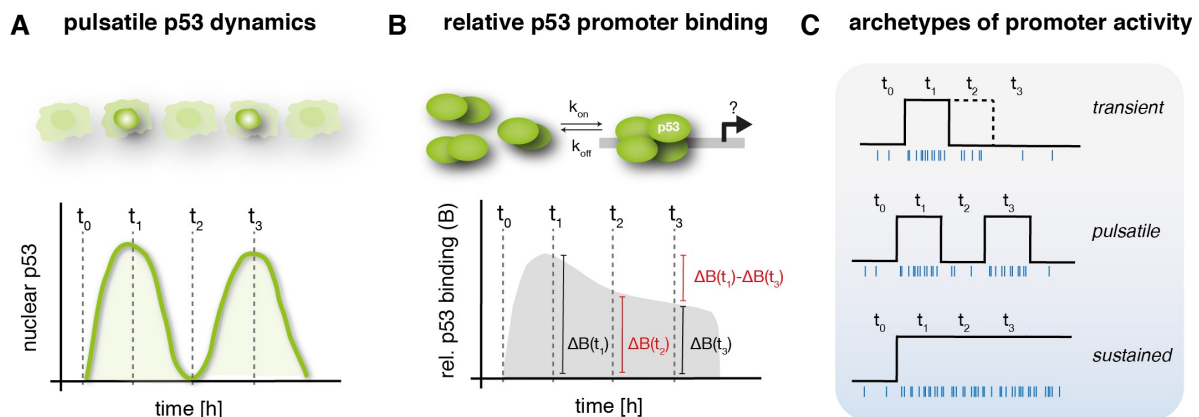 A pulsatile p53 dynamics
t0 t1 t2 t3
nuclear p53
time [h]
B relative p53 promoter binding
kon
koff
p53
?
t0 t1 t2 t3
rel. p53 binding (B)
ΔB(t1)-ΔB(t3)
ΔB(t1) ΔB(t2) ΔB(t3)
time [h]
C archetypes of promoter activity
t0 t1 t2 t3
transient
t0 t1 t2 t3
pulsatile
t0 t1 t2 t3
sustained